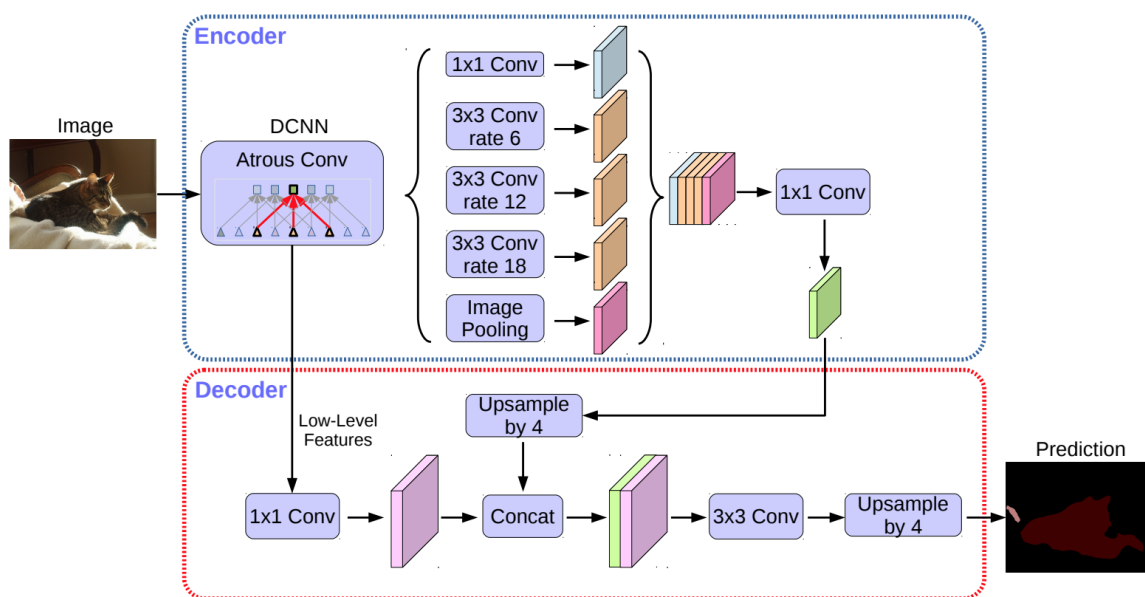 Encoder
Image
DCNN
Atrous Conv
1x1 Conv
3x3 Conv
rate 6
3x3 Conv
rate 12
3x3 Conv
rate 18
Image
Pooling
1x1 Conv
Decoder
Low-Level
Features
Upsample
by 4
1x1 Conv
Concat
3x3 Conv
Upsample
by 4
Prediction